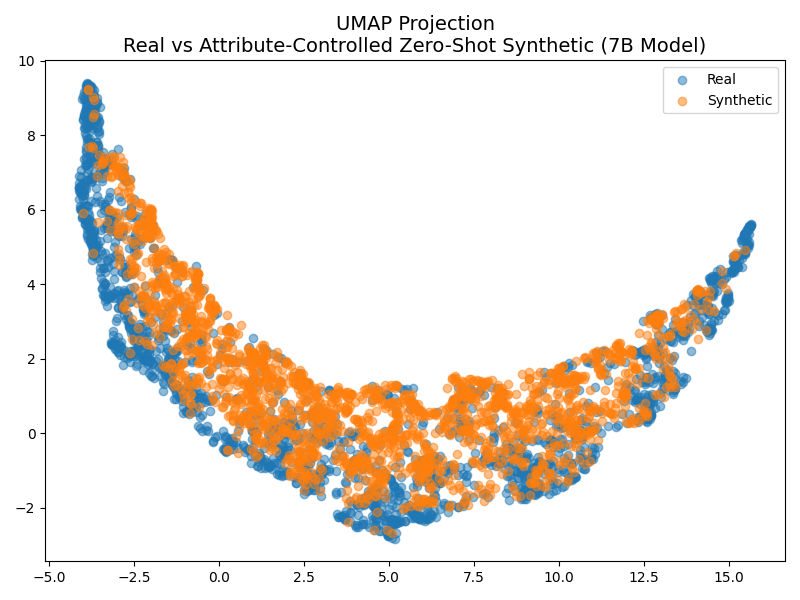 UMAP Projection
Real vs Attribute-Controlled Zero-Shot Synthetic (7B Model)
Real
Synthetic
10
8
6
4
2
0
−2
−5.0 −2.5 0.0 2.5 5.0 7.5 10.0 12.5 15.0